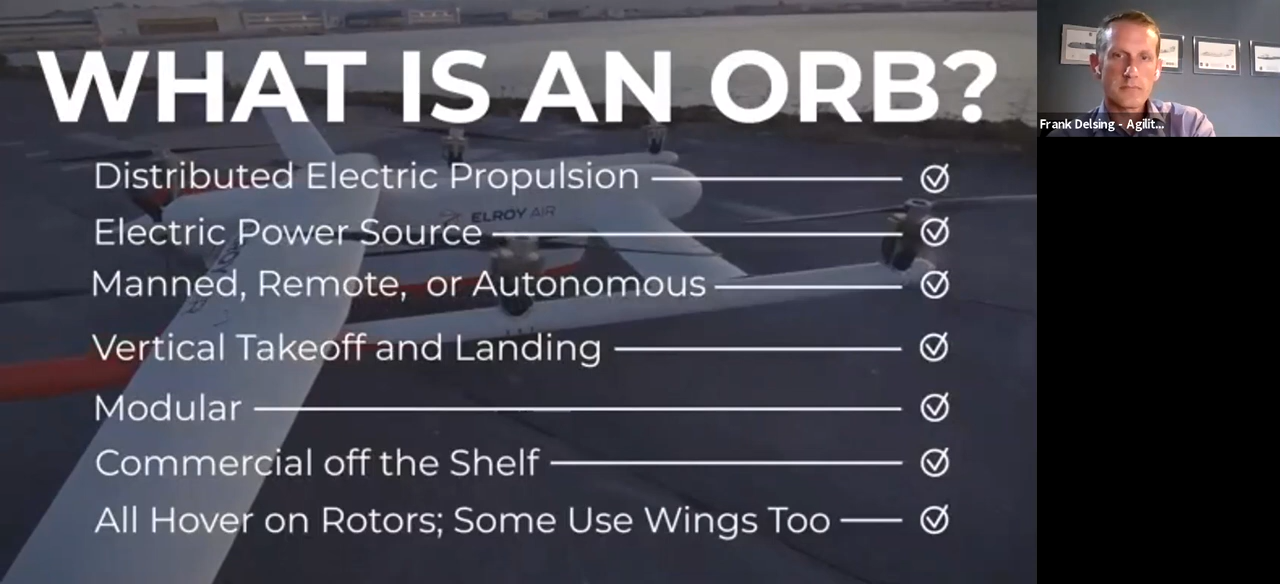 WHAT IS AN ORB?
Distributed Electric Propulsion
ELROY AIR
Electric Power Source
Manned, Remote, or Autonomous
Vertical Takeoff and Landing
Modular
Commercial off the Shelf
All Hover on Rotors; Some Use Wings Too
Frank Delsing - Agilit...